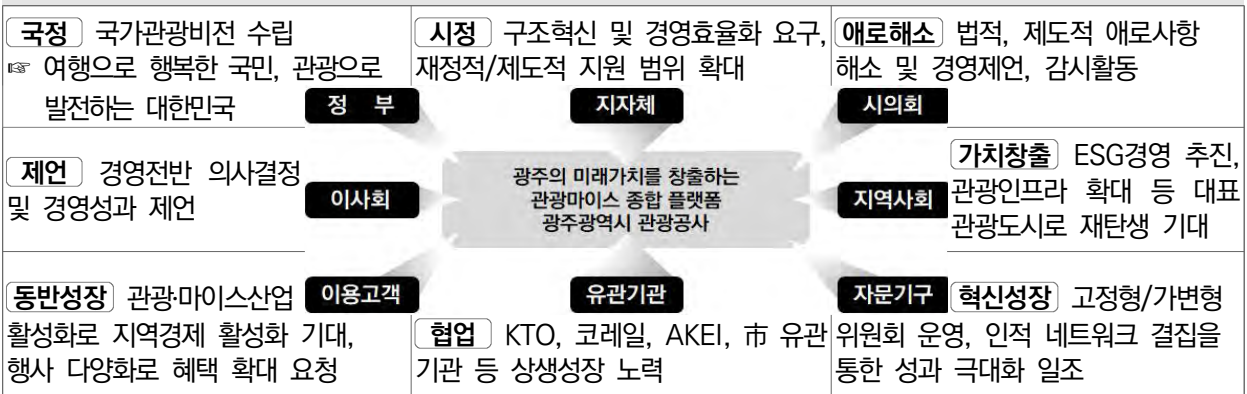 국정 국가관광비전 수립
☞ 여행으로 행복한 국민, 관광으로
발전하는 대한민국
정 부
시정 구조혁신 및 경영효율화 요구,
재정적/제도적 지원 범위 확대
지자체
애로해소 법적, 제도적 애로사항
해소 및 경영제언, 감시활동
시의회
제언 경영전반 의사결정
및 경영성과 제언
이사회
광주의 미래가치를 창출하는
관광마이스 종합 플랫폼
광주광역시 관광공사
지역사회
가치창출 ESG경영 추진,
관광인프라 확대 등 대표
관광도시로 재탄생 기대
동반성장 관광·마이스산업
활성화로 지역경제 활성화 기대,
행사 다양화로 혜택 확대 요청
이용고객
유관기관
협업 KTO, 코레일, AKEI, 市 유관
기관 등 상생성장 노력
자문기구
혁신성장 고정형/가변형
위원회 운영, 인적 네트워크 결집을
통한 성과 극대화 일조